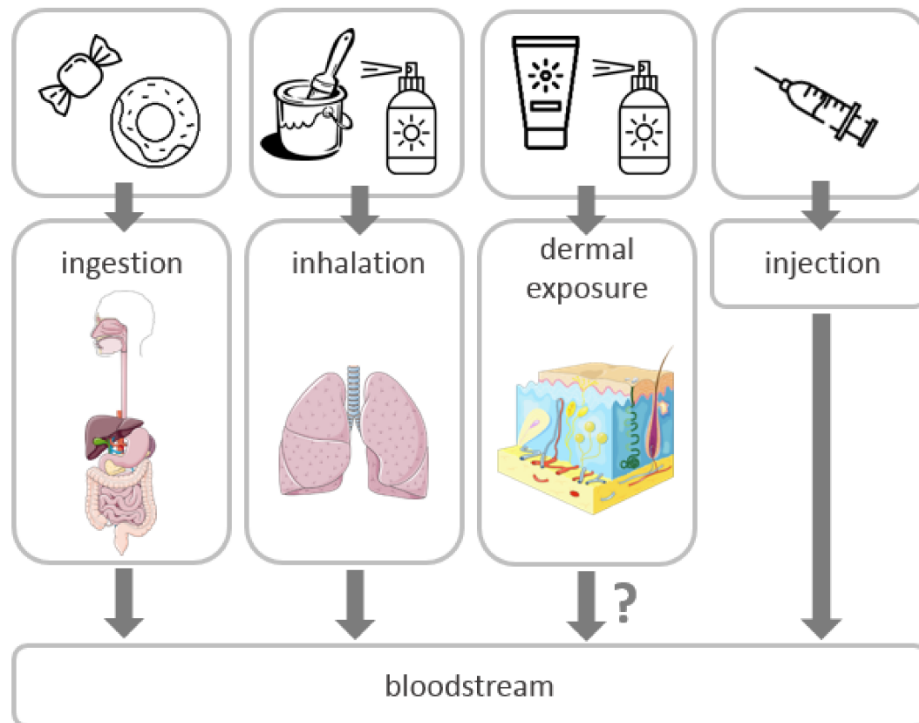 ingestion
inhalation
dermal
exposure
injection
?
bloodstream